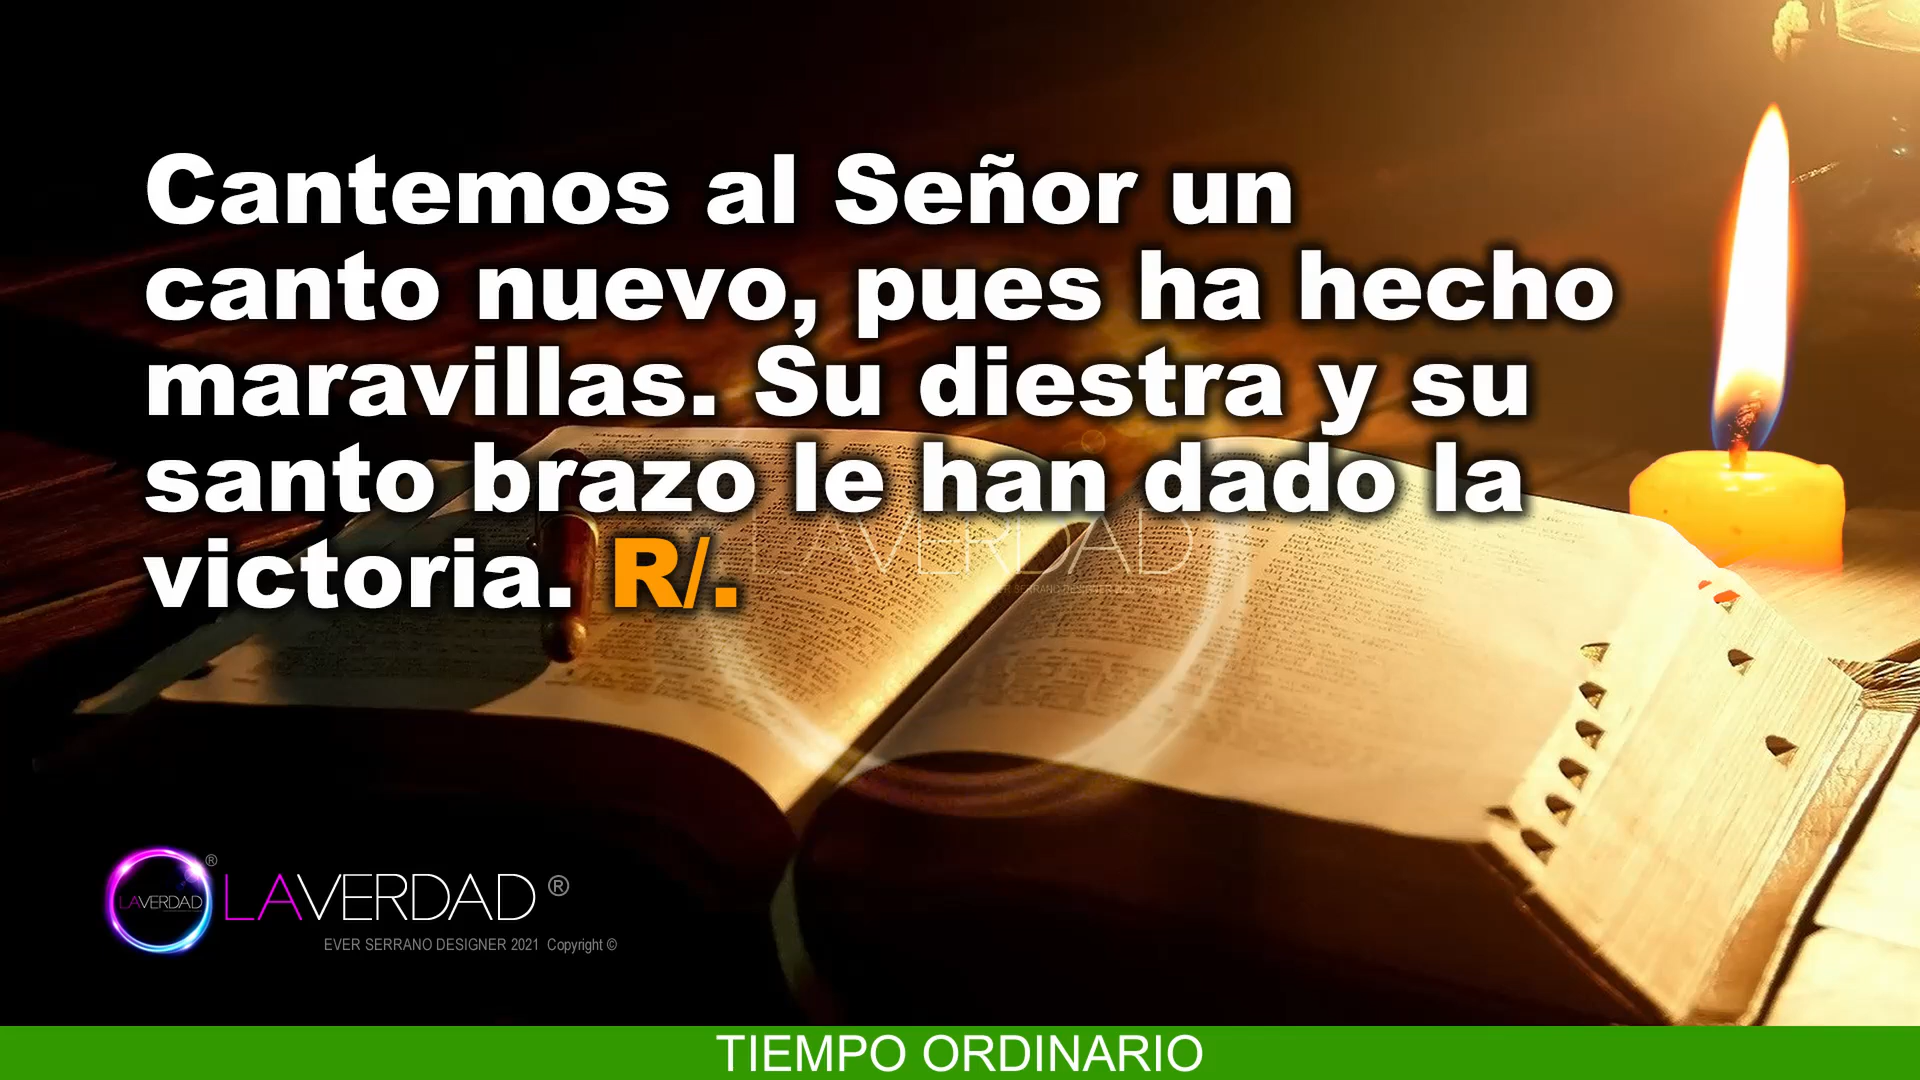 Cantemos al Señor un
canto nuevo, pues ha hecho
maravillas. Su diestra y su
santo brazo le han dado la
victoria. R/.
LAVERDAD
LAVERDAD ®
LAVERDAD ®
EVER SERRANO DESIGNER 2021 Copyright ©
TIEMPO ORDINARIO